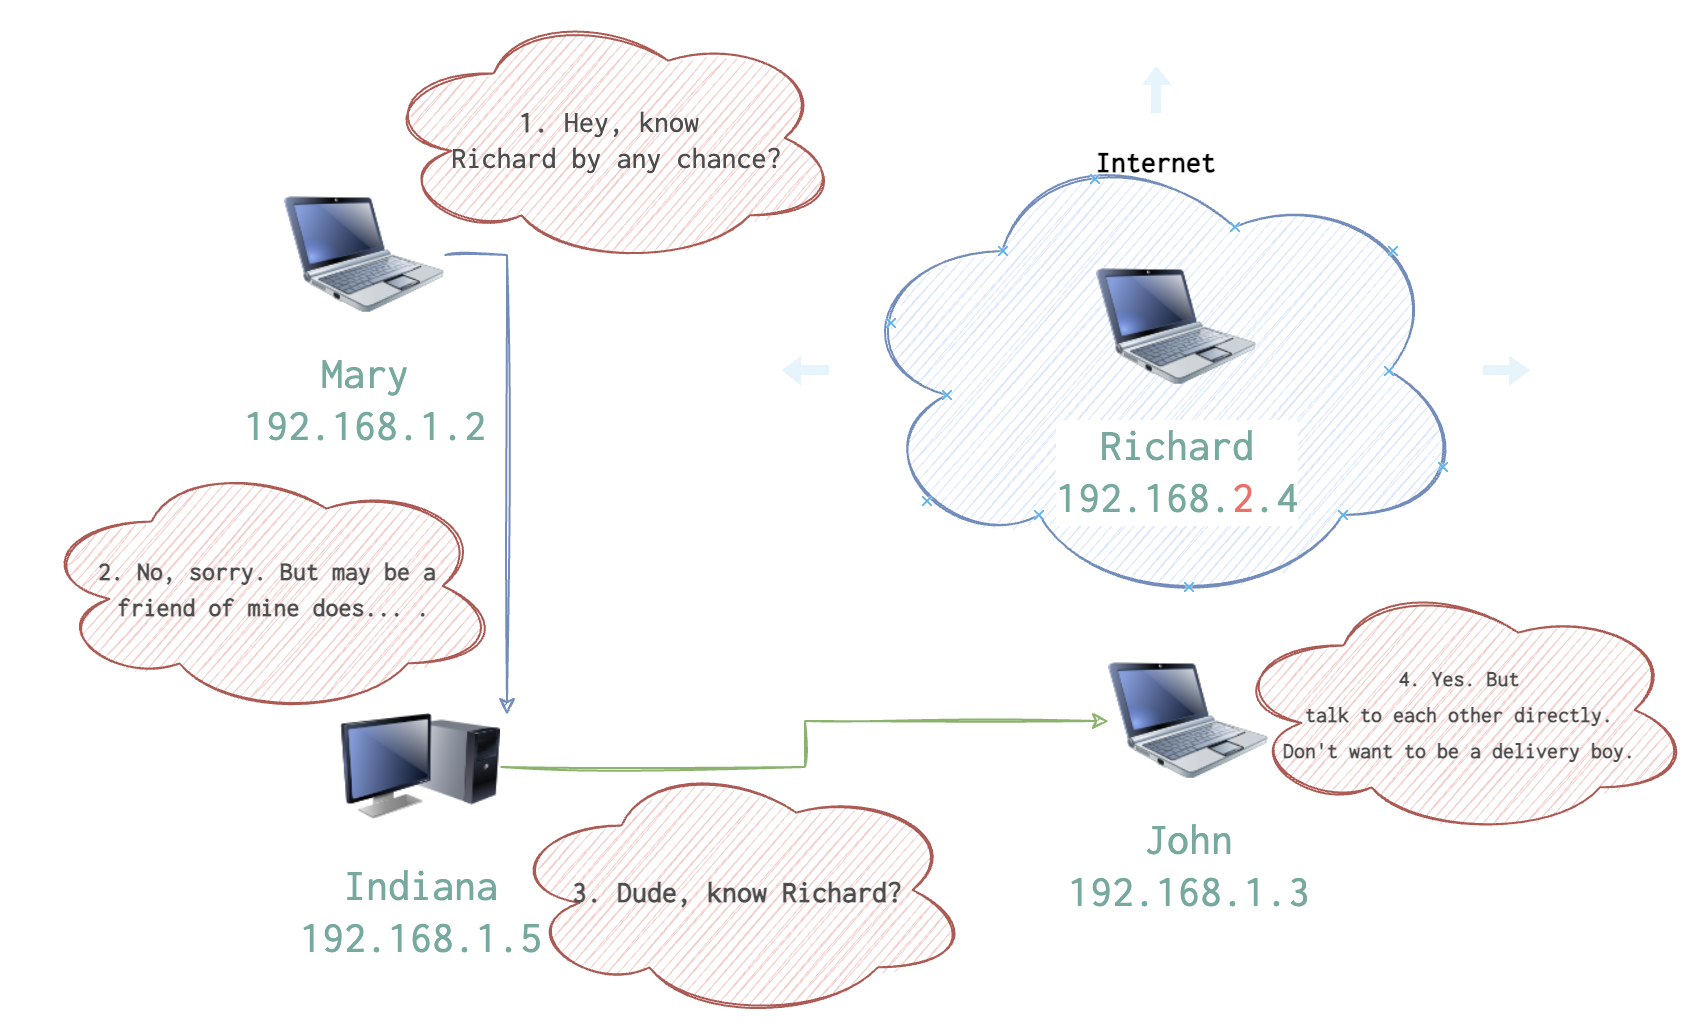 1. Hey, know
Richard by any chance?
Internet
Mary
192.168.1.2
Richard
192.168.2.4
2. No, sorry. But may be a
friend of mine does... .
4. Yes. But
talk to each other directly.
Don't want to be a delivery boy.
John
192.168.1.3
3. Dude, know Richard?
Indiana
192.168.1.5